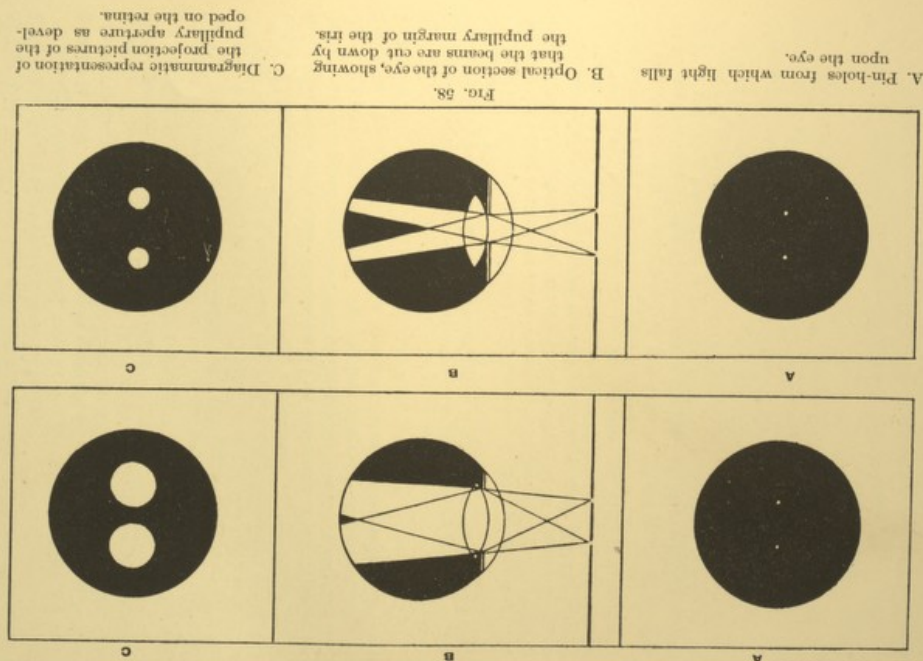 A
B
C
A
B
C
FIG. 58.
A. Pin-holes from which light falls
upon the eye.
B. Optical section of the eye, showing
that the beams are cut down by
the pupillary margin of the iris.
C. Diagrammatic representation of
the projection pictures of the
pupillary aperture as devel-
oped on the retina.